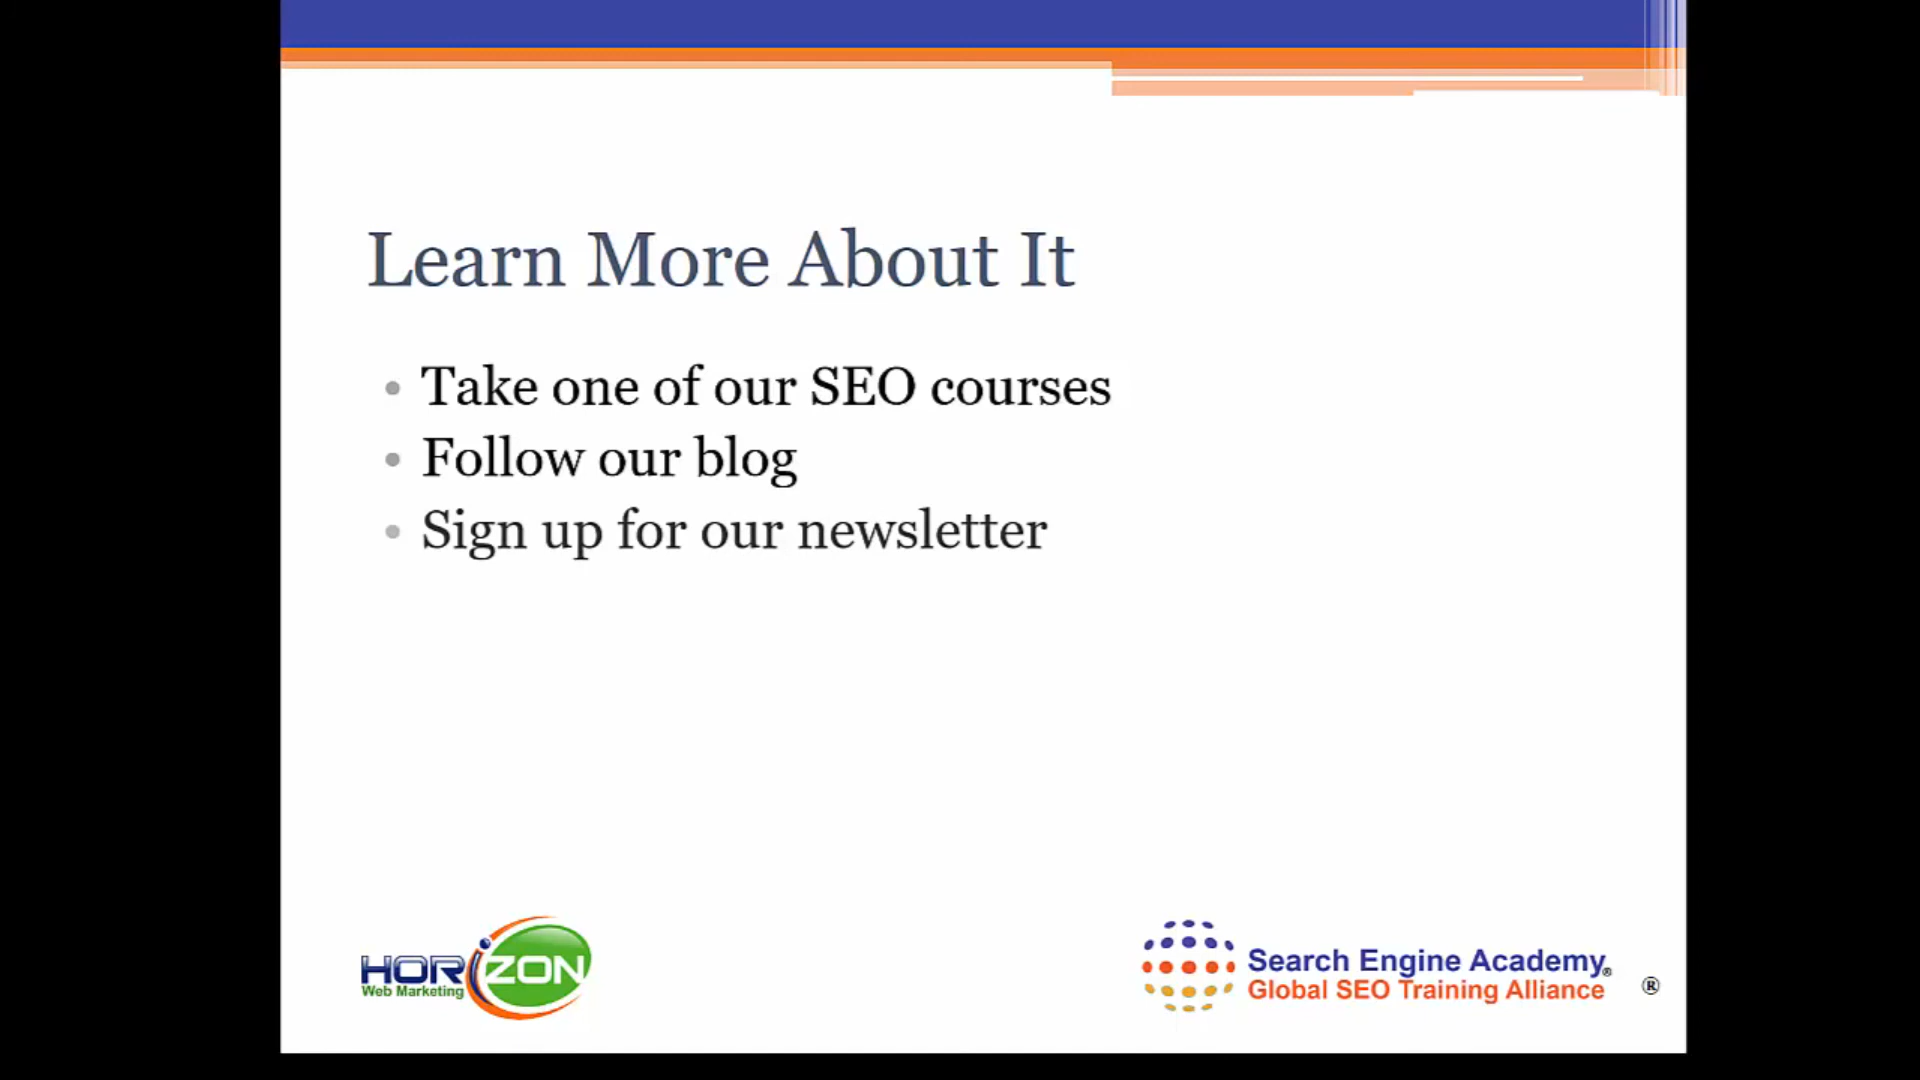 Learn More About It
• Take one of our SEO courses
• Follow our blog
• Sign up for our newsletter
HORiZON
Web Marketing
Search Engine Academy®
Global SEO Training Alliance
®